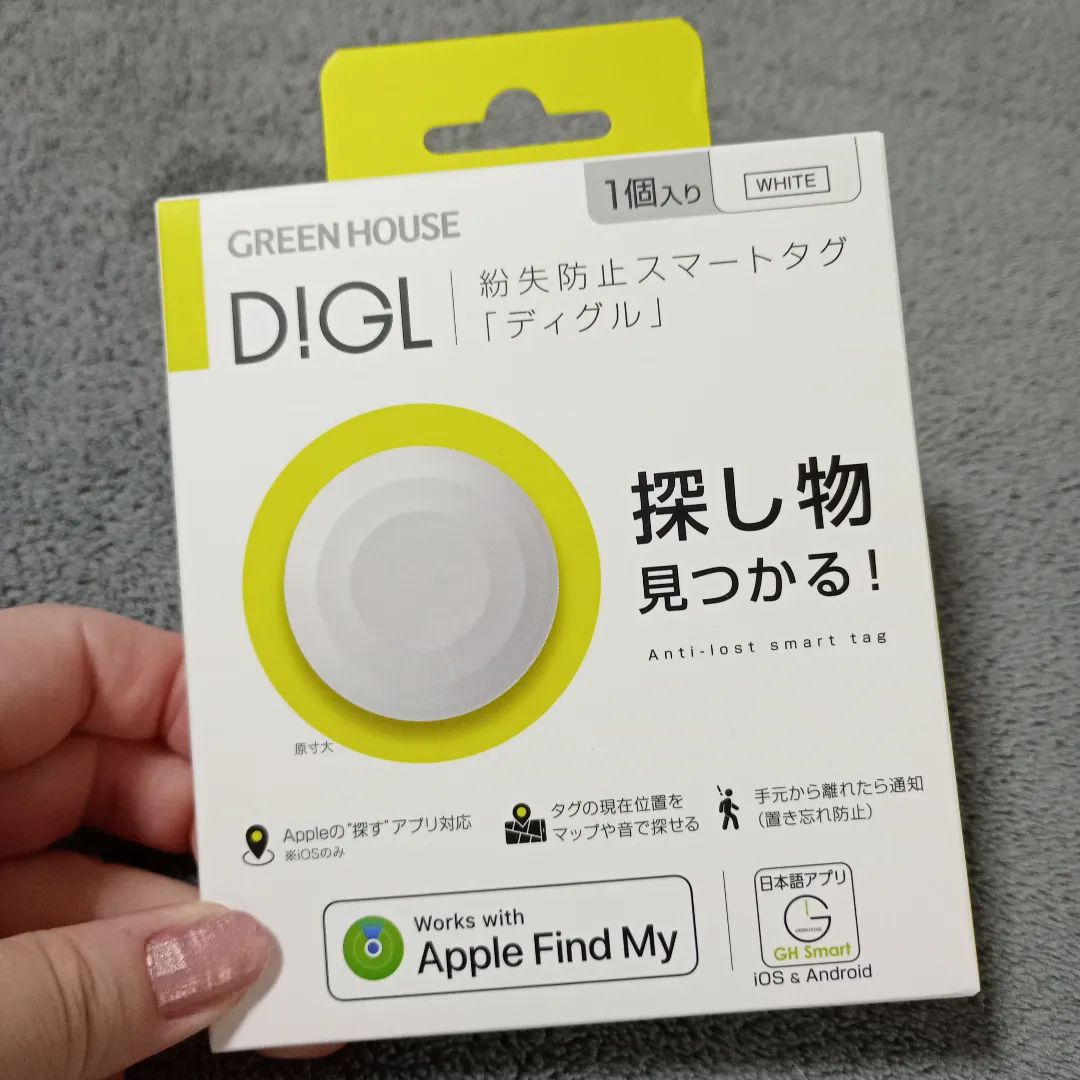 1個入り
WHITE
GREEN HOUSE
D!GL
紛失防止スマートタグ
「ディグル」
探し物
見つかる!
Anti-lost smart tag
原寸大
Appleの"探す"アプリ対応
※iOSのみ
タグの現在位置を
マップや音で探せる
手元から離れたら通知
(置き忘れ防止)
Works with
Apple Find My
日本語アプリ
G
GREEN HOUSE
GH Smart
iOS & Android